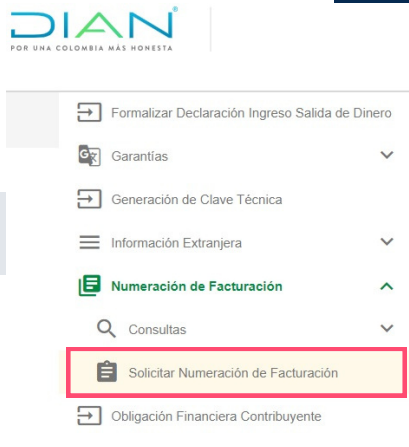 DIAN
POR UNA COLOMBIA MÁS HONESTA
Formalizar Declaración Ingreso Salida de Dinero
Garantías
Generación de Clave Técnica
Información Extranjera
Numeración de Facturación
Consultas
Solicitar Numeración de Facturación
Obligación Financiera Contribuyente